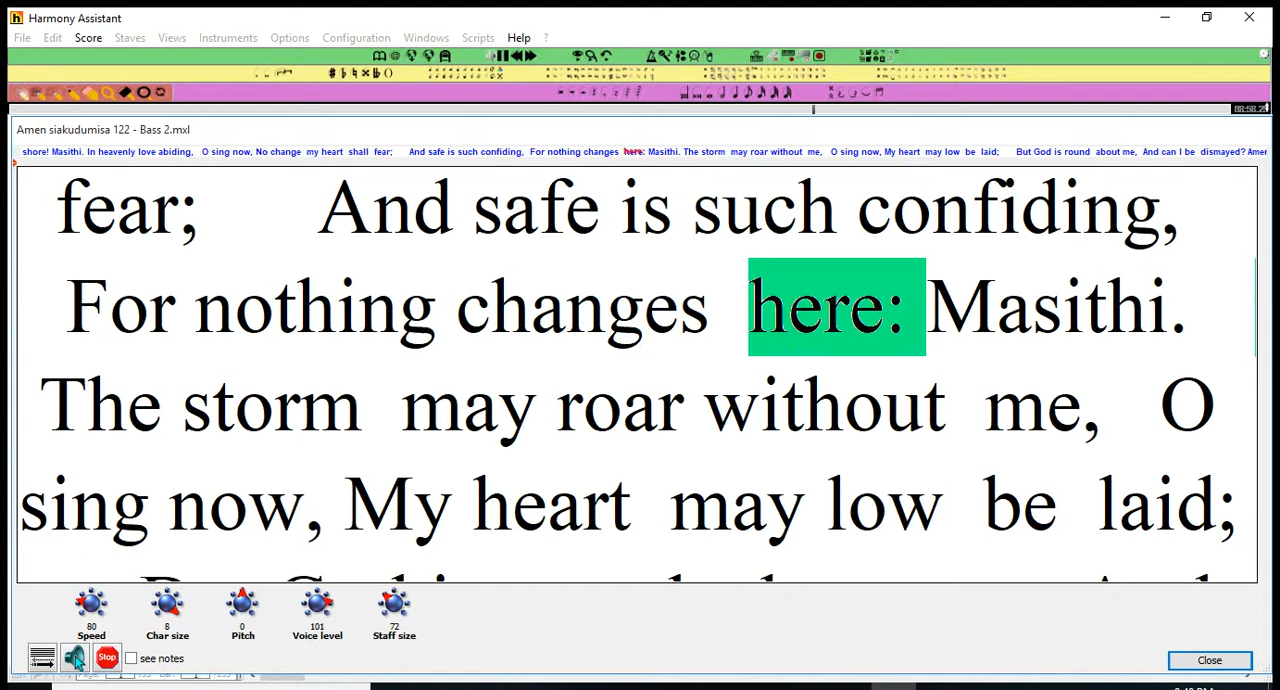 Harmony Assistant
File Edit Score Staves Views Instruments Options Configuration Windows Scripts Help ?
Amen siakudumisa 122 - Bass 2.mxl
shore! Masithi. In heavenly love abiding, O sing now, No change my heart shall fear; And safe is such confiding, For nothing changes here: Masithi. The storm may roar without me, O sing now, My heart may low be laid; But God is round about me, And can I be dismayed? Amen
fear; And safe is such confiding,
For nothing changes here: Masithi.
The storm may roar without me, O
sing now, My heart may low be laid;
80 8 0 101 72
Speed Char size Pitch Voice level Staff size
Stop see notes Close